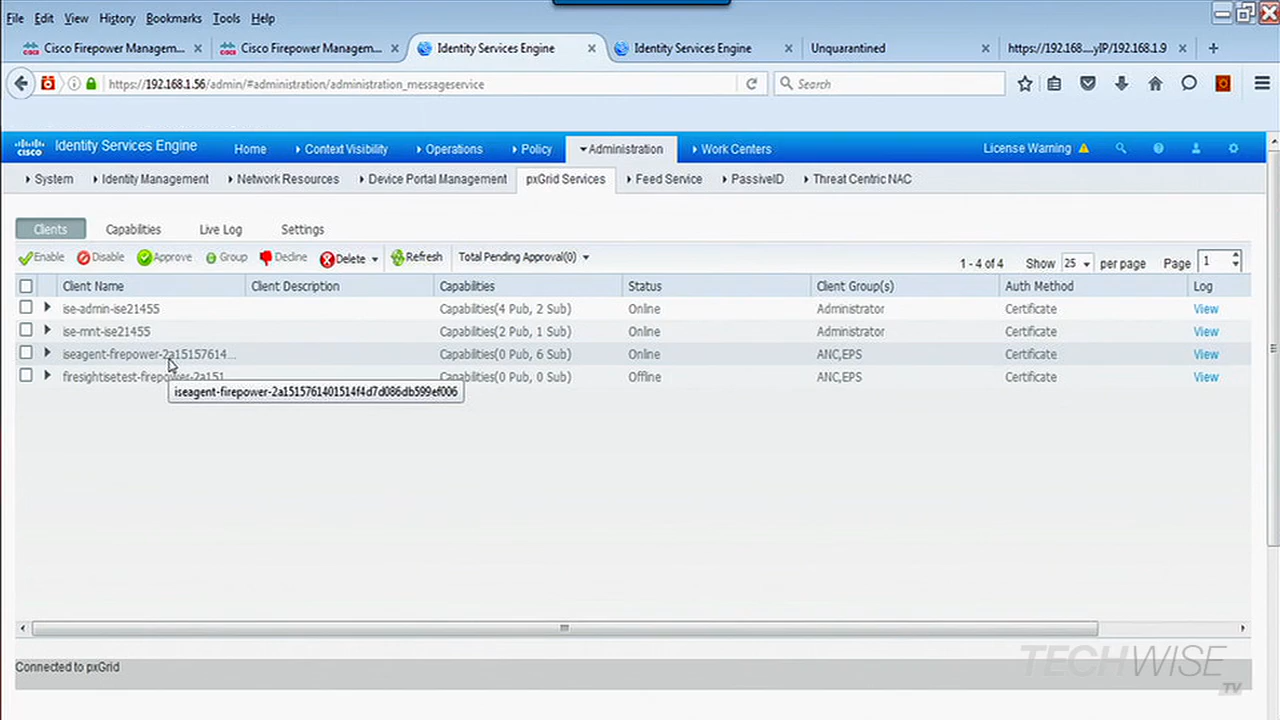 File Edit View History Bookmarks Tools Help
Cisco Firepower Managem... × Cisco Firepower Managem... × Identity Services Engine × Identity Services Engine × Unquarantined × https://192.168....yIP/192.168.1.9 × +
https://192.168.1.56/admin/#administration/administration_messageservice Search
CISCO Identity Services Engine Home Context Visibility Operations Policy Administration Work Centers License Warning
System Identity Management Network Resources Device Portal Management pxGrid Services Feed Service PassiveID Threat Centric NAC
Clients Capabilities Live Log Settings
Enable Disable Approve Group Decline Delete Refresh Total Pending Approval(0) 1 - 4 of 4 Show 25 per page Page 1
Client Name Client Description Capabilities Status Client Group(s) Auth Method Log
ise-admin-ise21455 Capabilities(4 Pub, 2 Sub) Online Administrator Certificate View
ise-mnt-ise21455 Capabilities(2 Pub, 1 Sub) Online Administrator Certificate View
iseagent-firepower-2a15157614... Capabilities(0 Pub, 6 Sub) Online ANC,EPS Certificate View
firesightisetest-firepower-2a151 Capabilities(0 Pub, 0 Sub) Offline ANC,EPS Certificate View
iseagent-firepower-2a1515761401514f4d7d086db599ef006
Connected to pxGrid
TECHWISE
TV